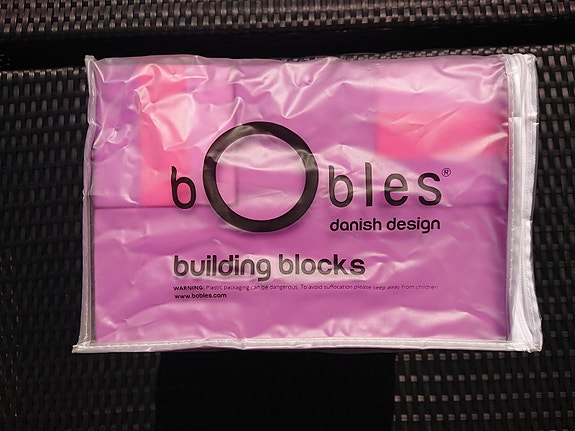 bObles®
danish design
building blocks
WARNING: Plastic packaging can be dangerous. To avoid suffocation please keep away from children
www.bobles.com